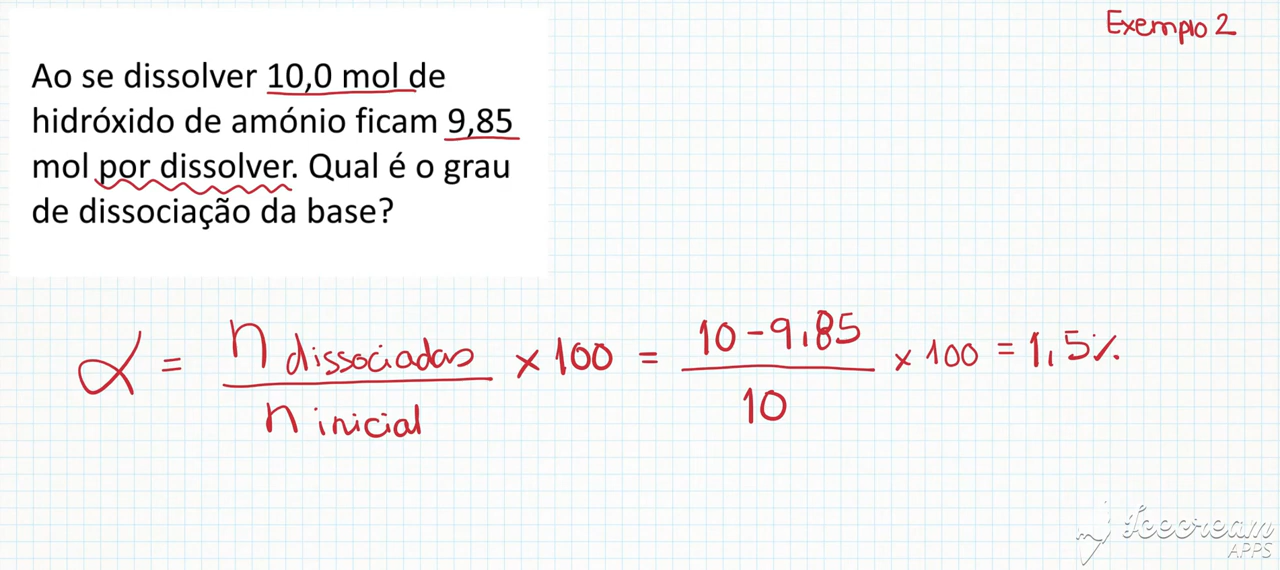 Exemplo 2
Ao se dissolver 10,0 mol de
hidróxido de amónio ficam 9,85
mol por dissolver. Qual é o grau
de dissociação da base?
α = n dissociadas / n inicial × 100 = 10 - 9,85 / 10 × 100 = 1,5%
Icecream
APPS